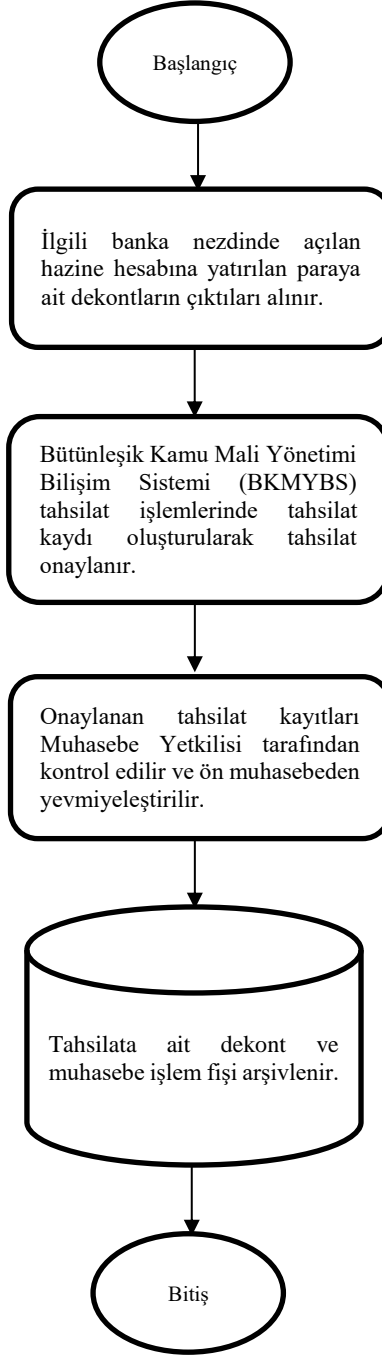 Başlangıç
İlgili banka nezdinde açılan
hazine hesabına yatırılan paraya
ait dekontların çıktıları alınır.
Bütünleşik Kamu Mali Yönetimi
Bilişim Sistemi (BKMYBS)
tahsilat işlemlerinde tahsilat
kaydı oluşturularak tahsilat
onaylanır.
Onaylanan tahsilat kayıtları
Muhasebe Yetkilisi tarafından
kontrol edilir ve ön muhasebeden
yevmiyeleştirilir.
Tahsilata ait dekont ve
muhasebe işlem fişi arşivlenir.
Bitiş